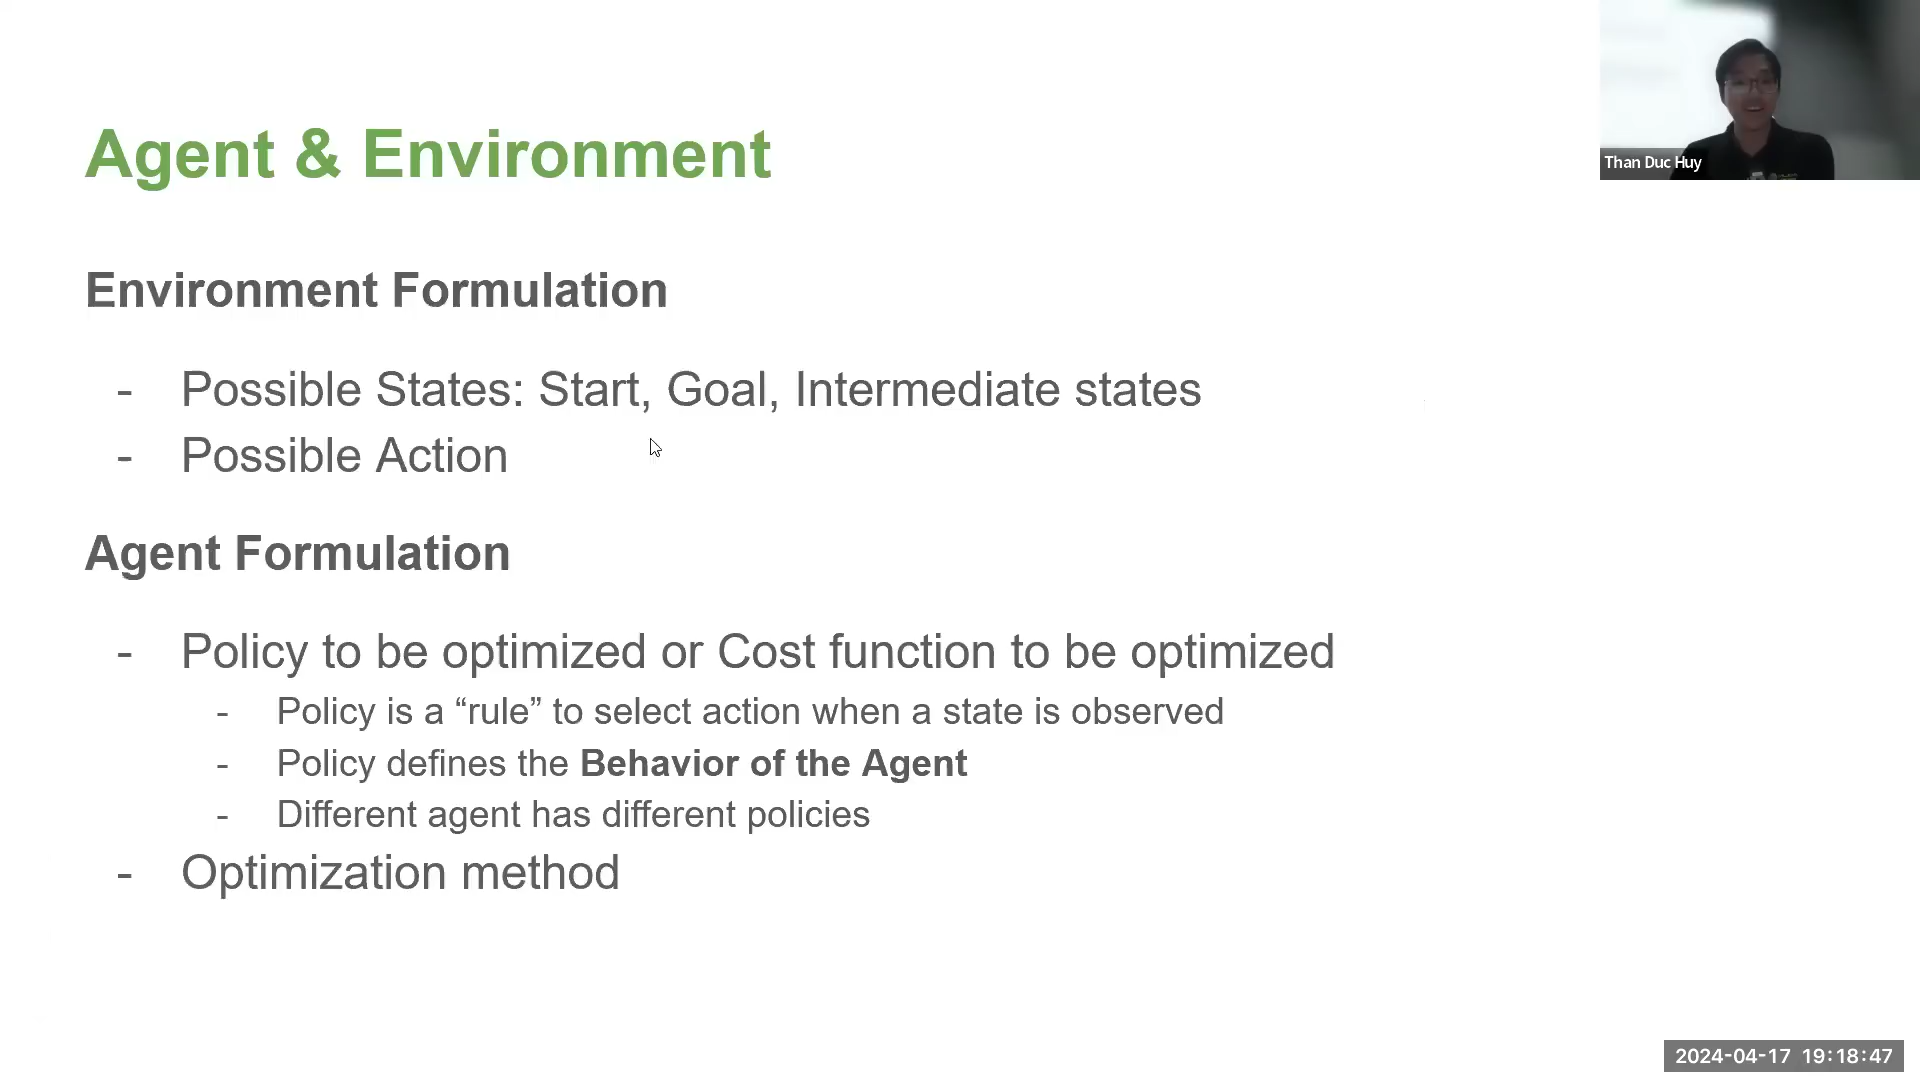 Agent & Environment
Than Duc Huy
Environment Formulation
- Possible States: Start, Goal, Intermediate states
- Possible Action
Agent Formulation
- Policy to be optimized or Cost function to be optimized
- Policy is a “rule” to select action when a state is observed
- Policy defines the Behavior of the Agent
- Different agent has different policies
- Optimization method
2024-04-17 19:18:47